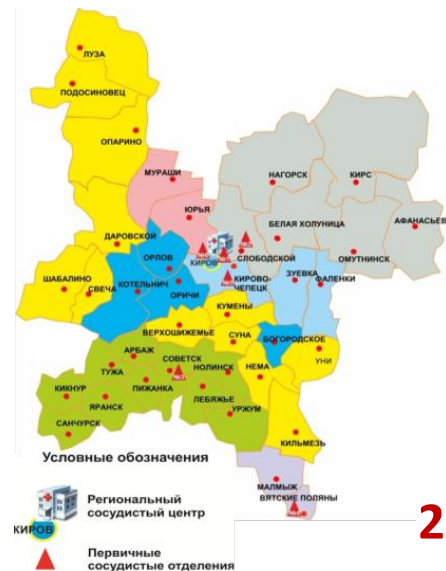 ЛУЗА
ПОДОСИНОВЕЦ
ОПАРИНО
МУРАШИ
НАГОРСК
КИРС
ЮРЬЯ
АФАНАСЬЕВ
БЕЛАЯ ХОЛУНИЦА
ДАРОВСКОЙ
СЛОБОДСКОЙ
ОМУТНИНСК
ОРЛОВ
КИРОВ
КИРОВО-
ЧЕПЕЦК
ЗУЕВКА
ФАЛЕНКИ
ШАБАЛИНО
СВЕЧА
КОТЕЛЬНИЧ
ОРИЧИ
КУМЕНЫ
ВЕРХОШИЖЕМЬЕ
СУНА
БОГОРОДСКОЕ
УНИ
АРБАЖ
СОВЕТСК
ТУЖА
НОЛИНСК
НЕМА
КИКНУР
ПИЖАНКА
ЛЕБЯЖЬЕ
ЯРАНСК
УРЖУМ
САНЧУРСК
КИЛЬМЕЗЬ
МАЛМЫЖ
ВЯТСКИЕ ПОЛЯНЫ
Условные обозначения
Региональный
сосудистый центр
КИРОВ
Первичные
сосудистые отделения
2